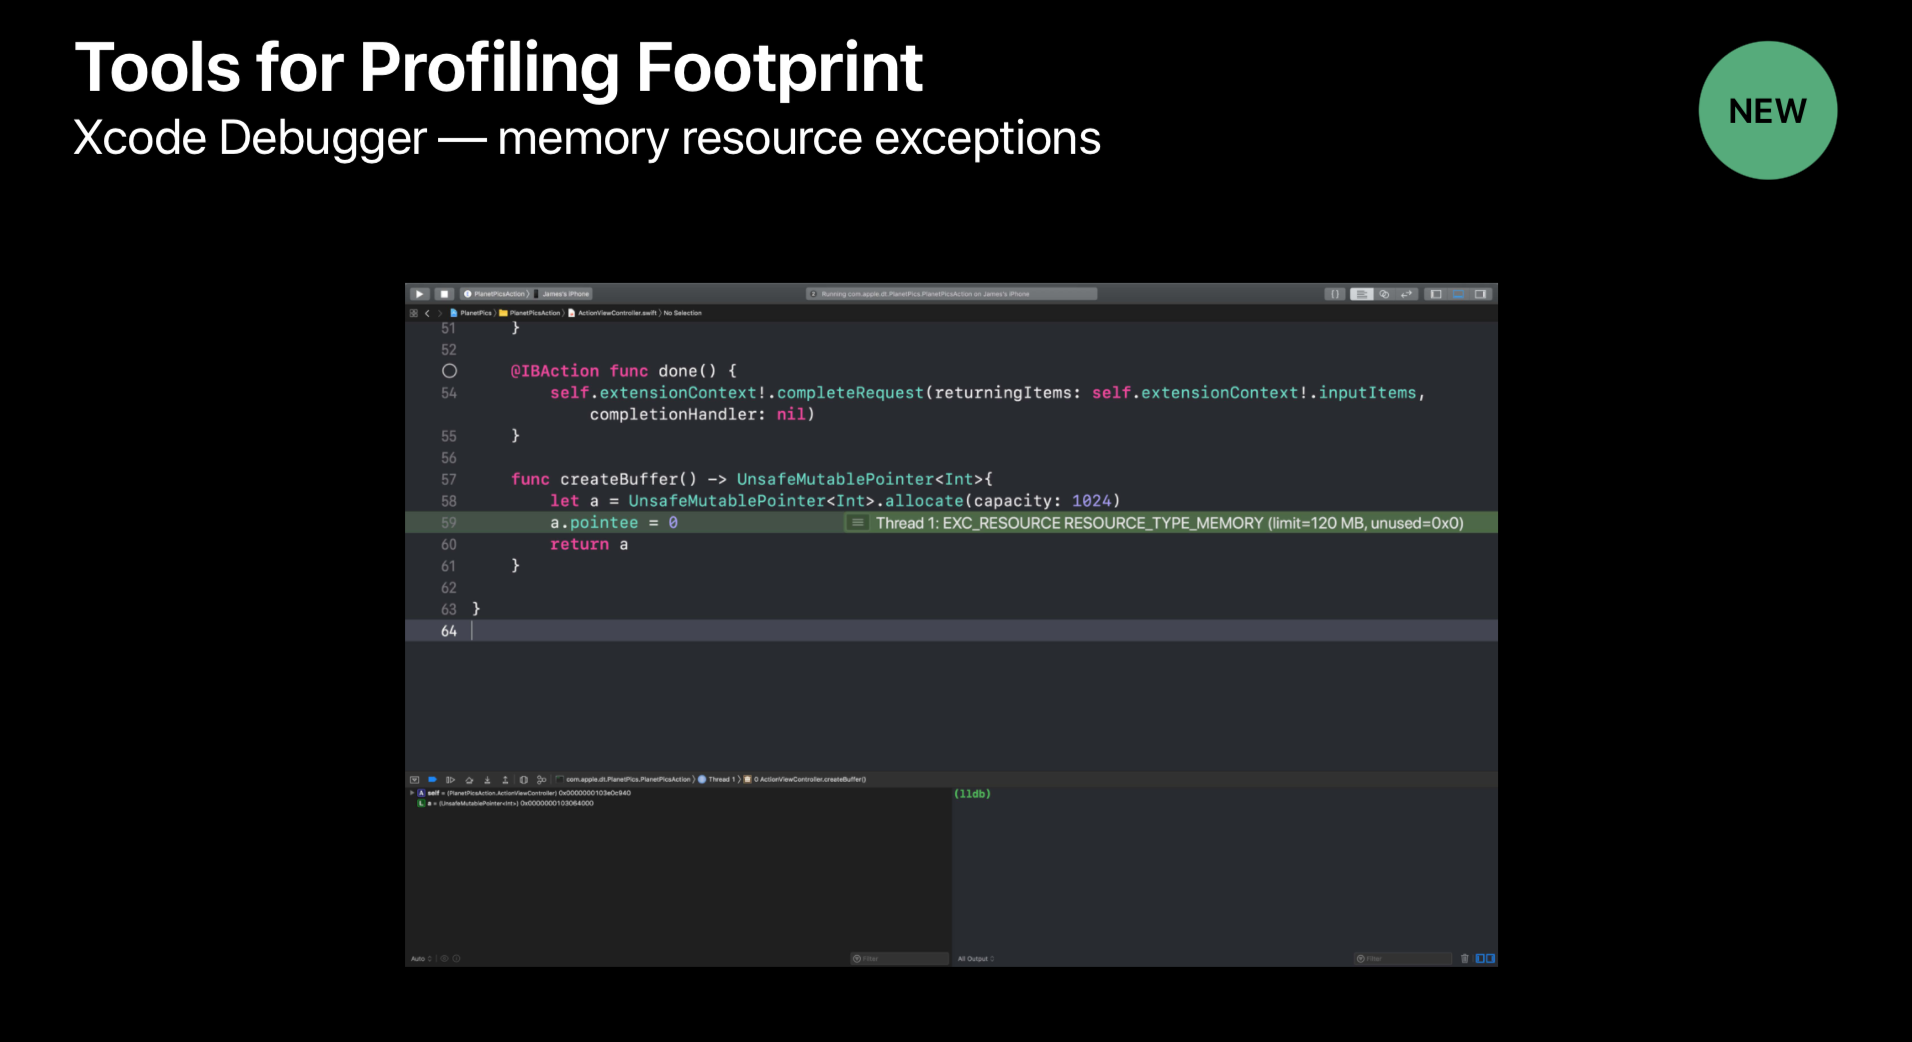 Tools for Profiling Footprint
Xcode Debugger — memory resource exceptions
NEW
PlanetPicsAction 〉 James's iPhone
Running com.apple.dt.PlanetPics.PlanetPicsAction on James's iPhone
PlanetPics 〉 PlanetPicsAction 〉 ActionViewController.swift 〉 No Selection
51 }
52
@IBAction func done() {
54 self.extensionContext!.completeRequest(returningItems: self.extensionContext!.inputItems,
completionHandler: nil)
55 }
56
57 func createBuffer() -> UnsafeMutablePointer<Int>{
58 let a = UnsafeMutablePointer<Int>.allocate(capacity: 1024)
59 a.pointee = 0 Thread 1: EXC_RESOURCE RESOURCE_TYPE_MEMORY (limit=120 MB, unused=0x0)
60 return a
61 }
62
63 }
64
com.apple.dt.PlanetPics.PlanetPicsAction 〉 Thread 1 〉 0 ActionViewController.createBuffer()
A self = (PlanetPicsAction.ActionViewController) 0x0000000103e0c940
L a = (UnsafeMutablePointer<Int>) 0x0000000103064000
(lldb)
Auto
Filter
All Output
Filter